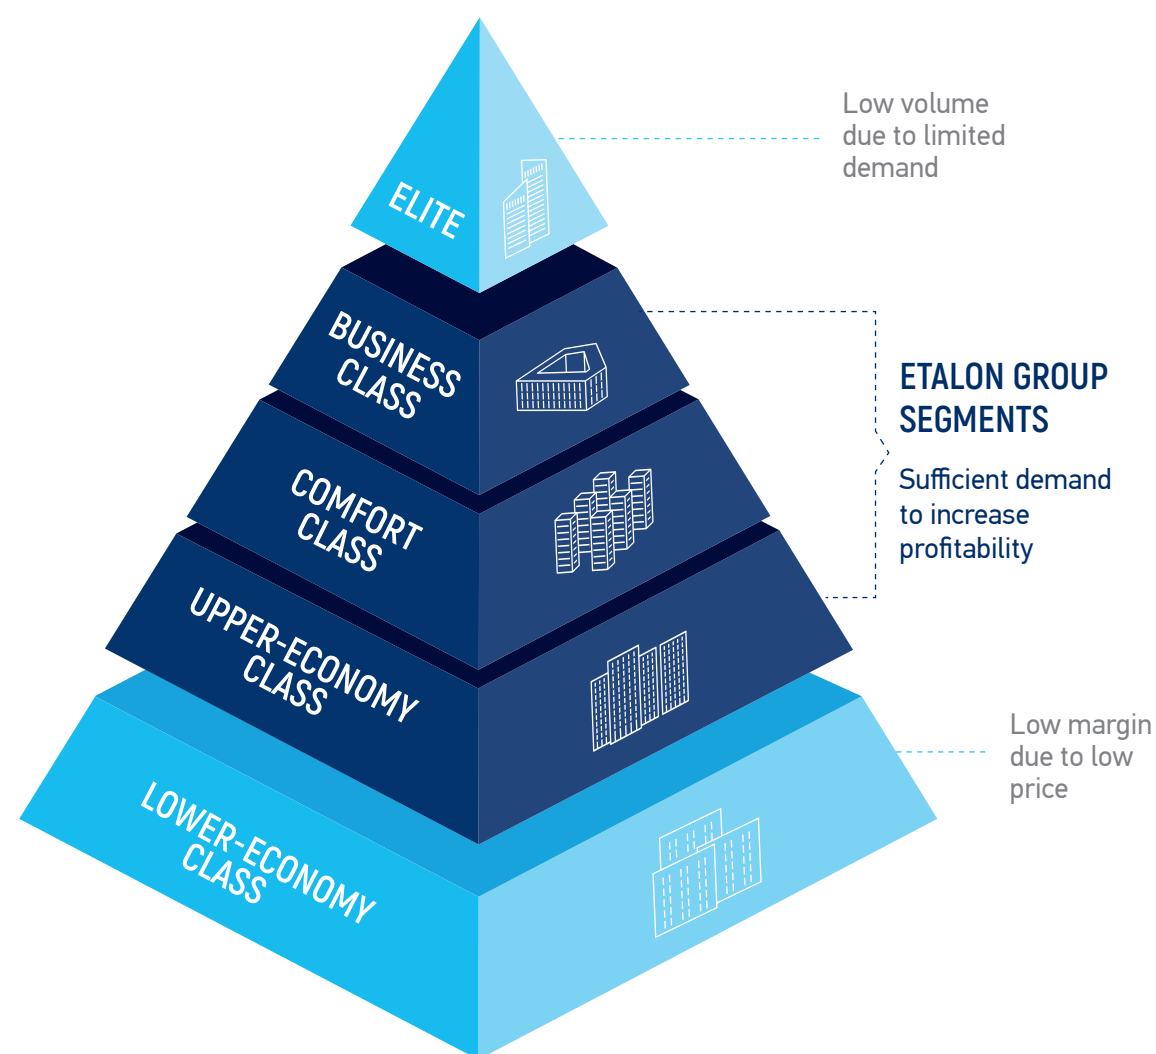 Low volume
due to limited
demand
ELITE
BUSINESS
CLASS
ETALON GROUP
SEGMENTS
Sufficient demand
to increase
profitability
COMFORT
CLASS
UPPER-ECONOMY
CLASS
Low margin
due to low
price
LOWER-ECONOMY
CLASS